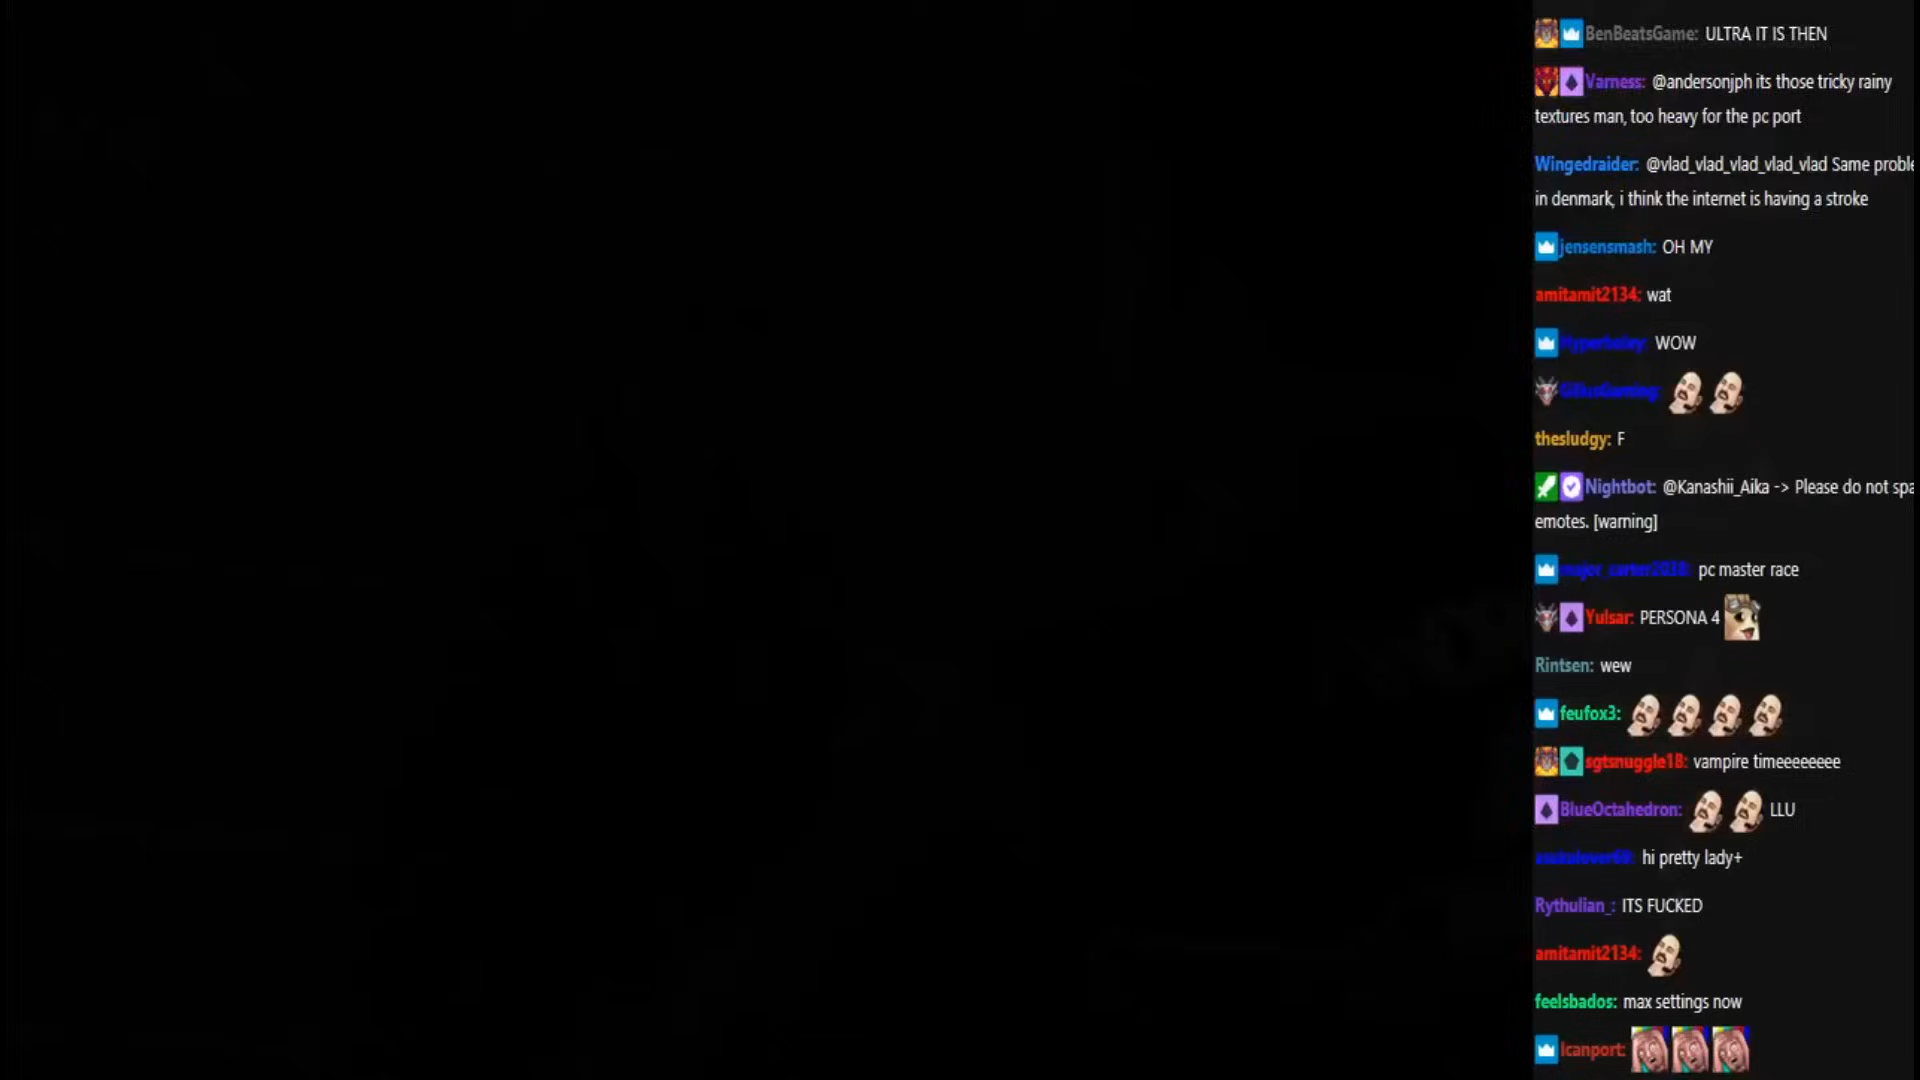 BenBeatsGame: ULTRA IT IS THEN
Varness: @andersonjph its those tricky rainy
textures man, too heavy for the pc port
Wingedraider: @vlad_vlad_vlad_vlad_vlad Same proble
in denmark, i think the internet is having a stroke
jensensmash: OH MY
amitamit2134: wat
WOW
thesludgy: F
Nightbot: @Kanashii_Aika -> Please do not spa
emotes. [warning]
major_carter2018: pc master race
Yulsar: PERSONA 4
Rintsen: wew
feufox3:
sgtsnuggle18: vampire timeeeeeeee
BlueOctahedron: LLU
hi pretty lady+
Rythulian_: ITS FUCKED
amitamit2134:
feelsbados: max settings now
Icanport: